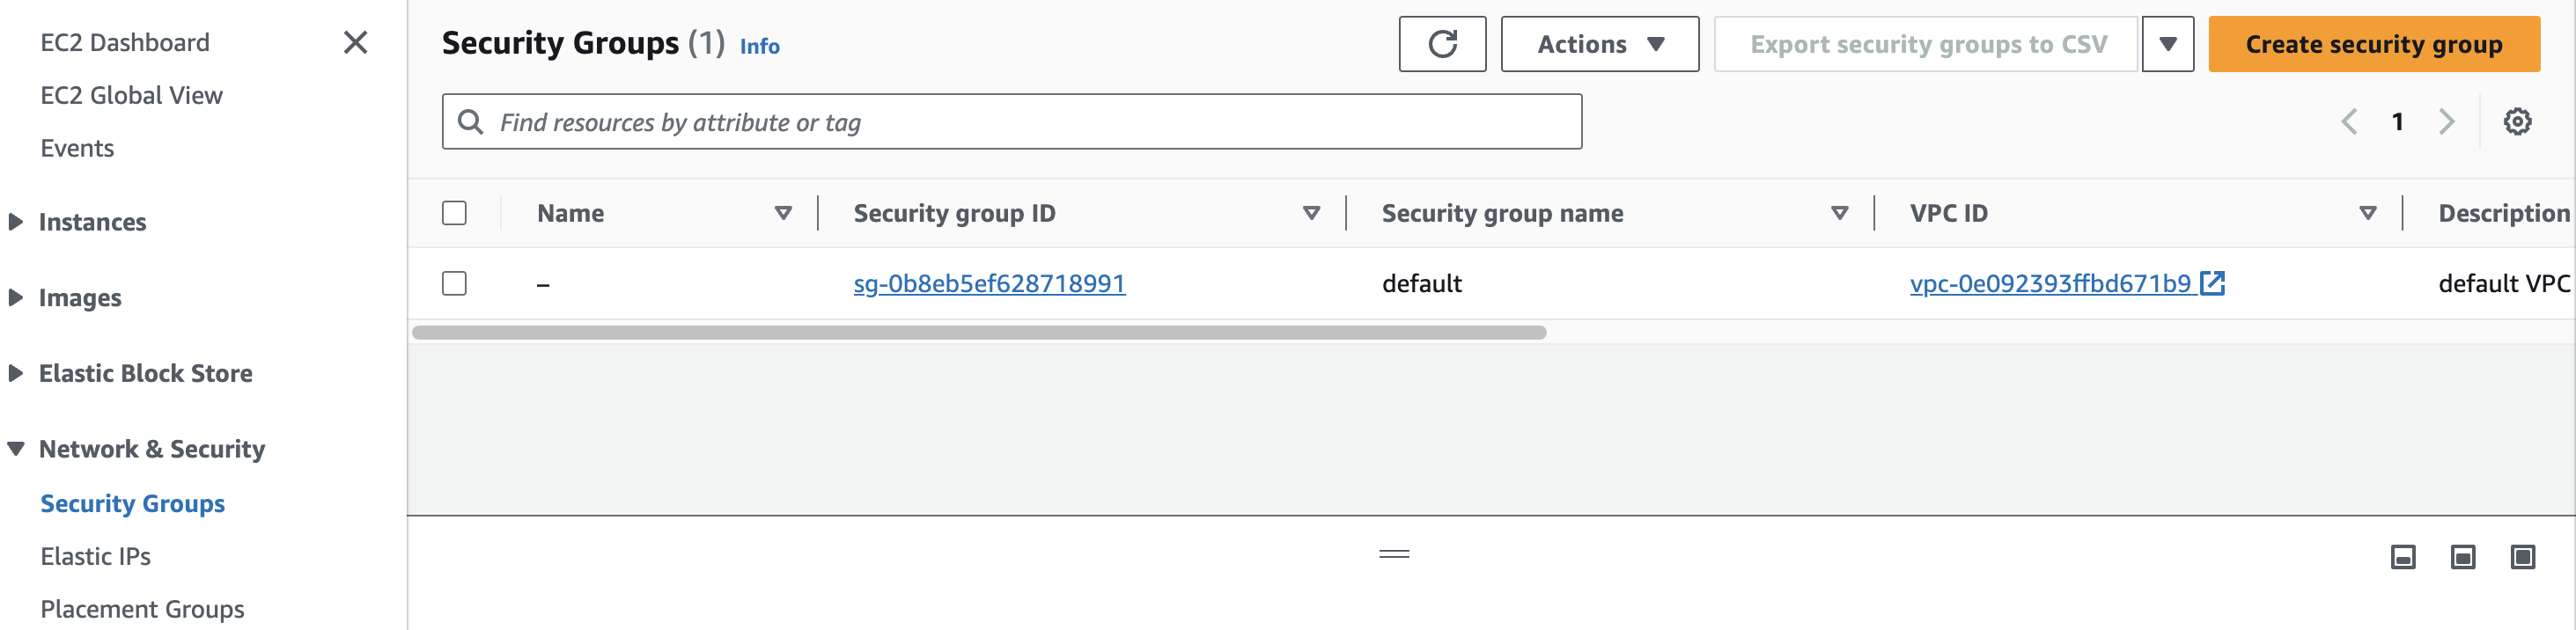 EC2 Dashboard
EC2 Global View
Events
Instances
Images
Elastic Block Store
Network & Security
Security Groups
Elastic IPs
Placement Groups
Security Groups (1) Info
Actions
Export security groups to CSV
Create security group
Find resources by attribute or tag
1
Name Security group ID Security group name VPC ID Description
– sg-0b8eb5ef628718991 default vpc-0e092393ffbd671b9 default VPC